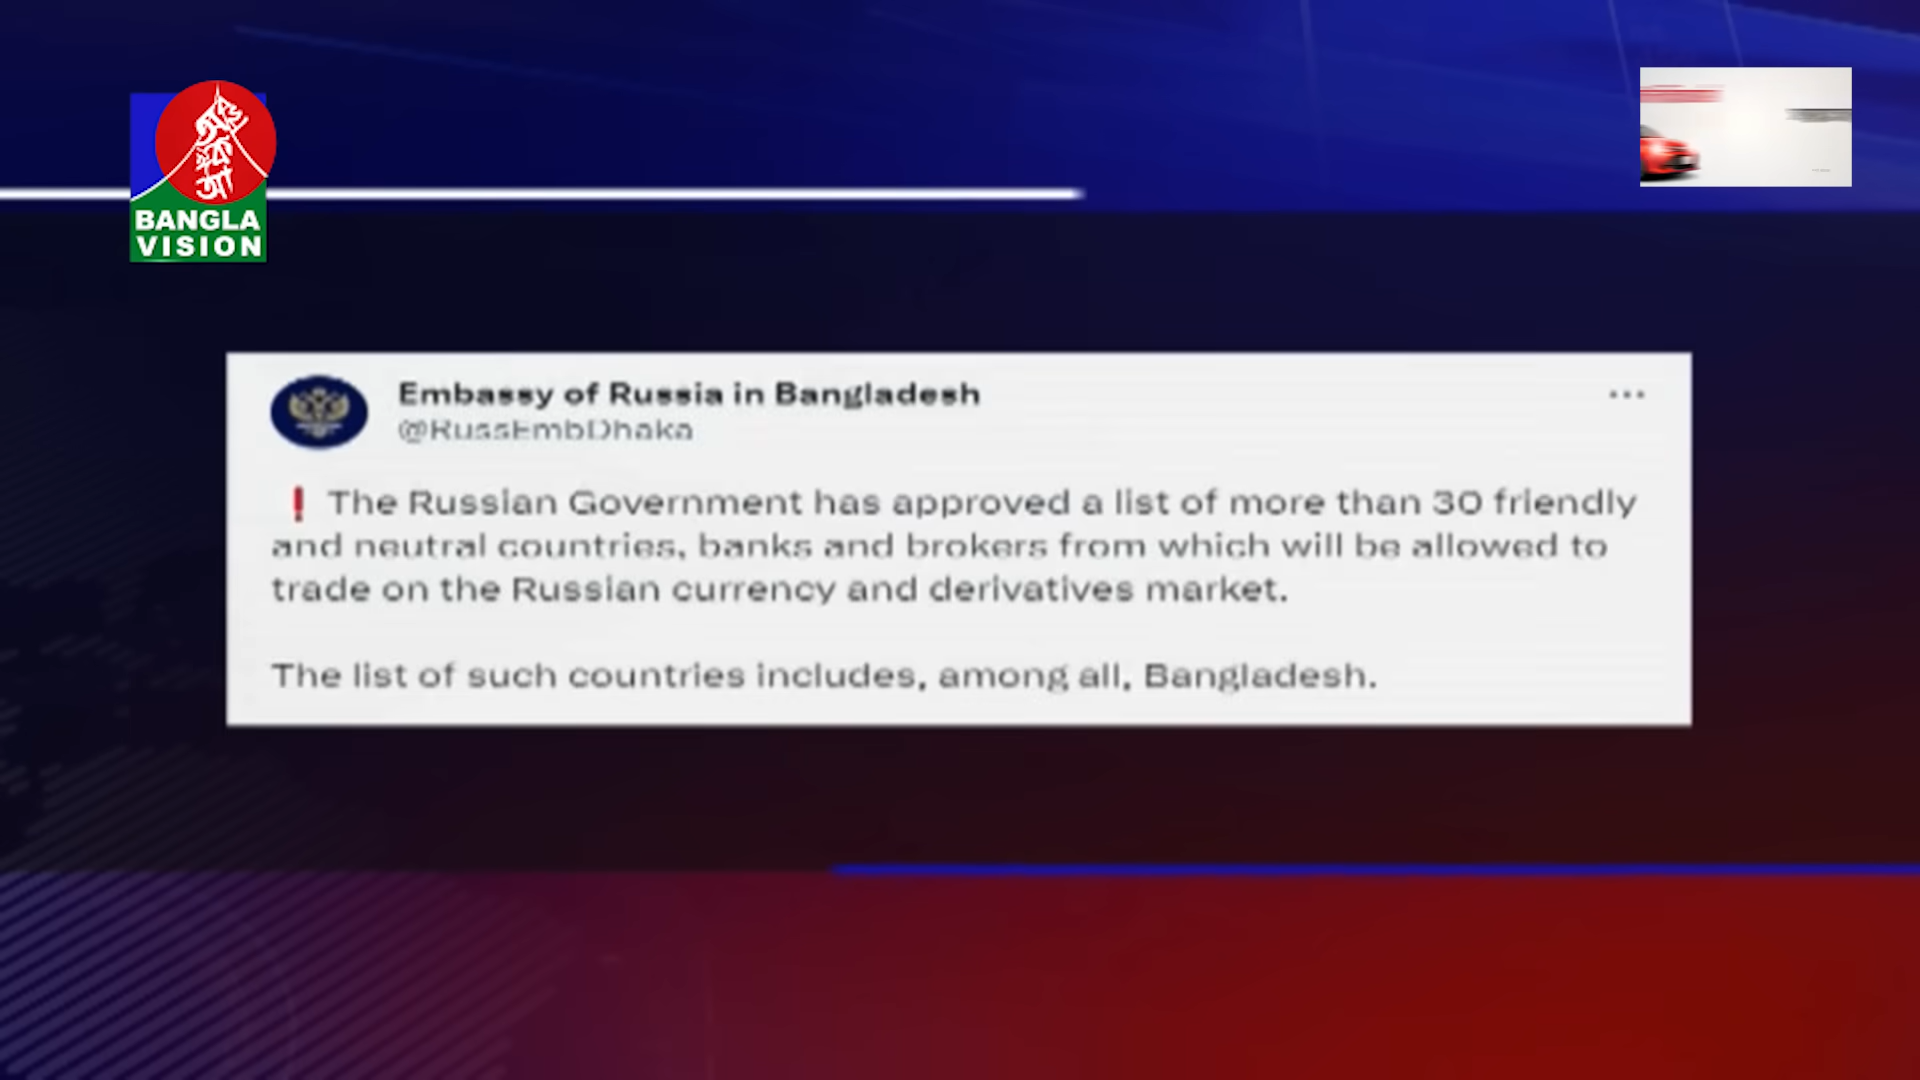 বাংলাভিশন
BANGLA
VISION
Embassy of Russia in Bangladesh
@RussEmbDhaka
❗ The Russian Government has approved a list of more than 30 friendly
and neutral countries, banks and brokers from which will be allowed to
trade on the Russian currency and derivatives market.
The list of such countries includes, among all, Bangladesh.